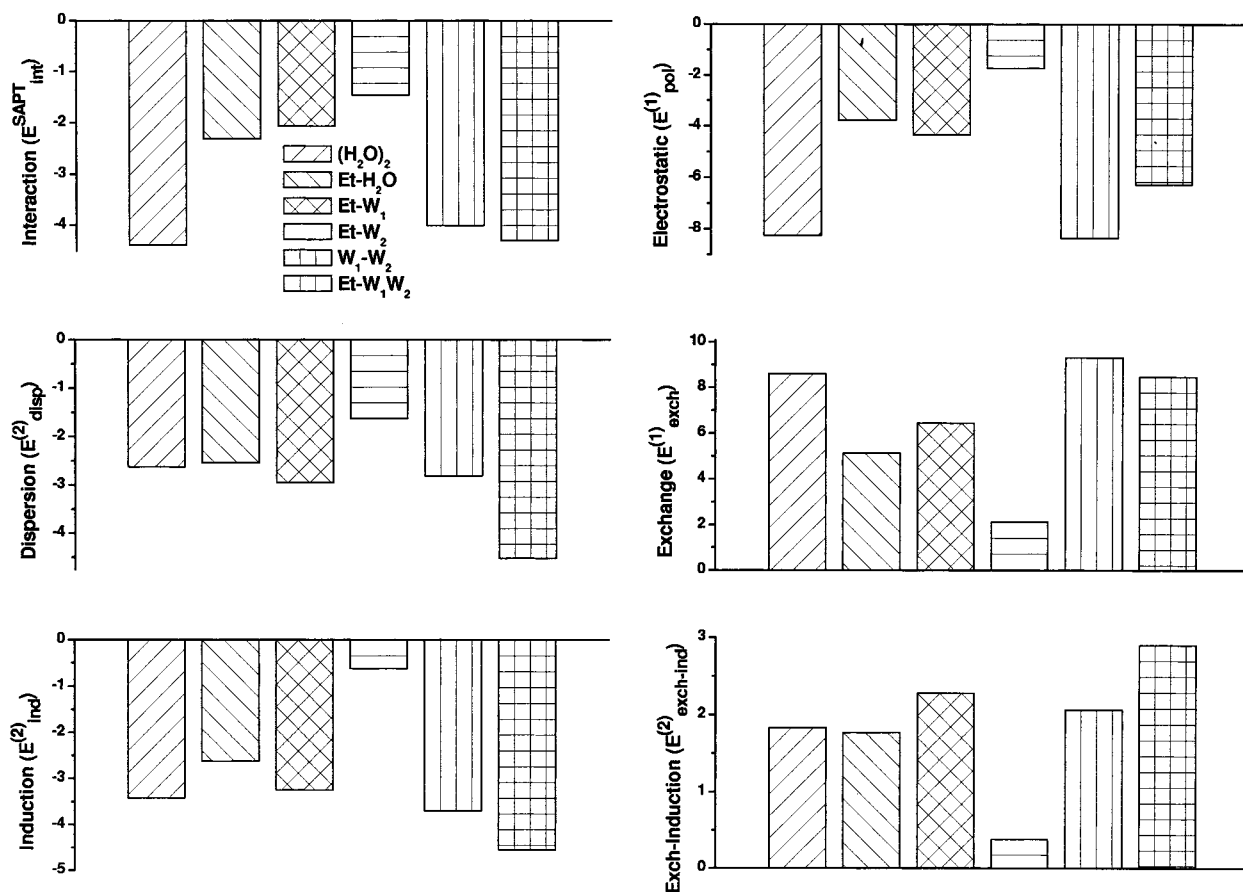 Interaction (E^SAPT_int)
0
-1
-2
-3
-4
(H₂O)₂
Et-H₂O
Et-W₁
Et-W₂
W₁-W₂
Et-W₁W₂
Electrostatic (E^(1)_pol)
0
-2
-4
-6
-8
Dispersion (E^(2)_disp)
0
-1
-2
-3
-4
Exchange (E^(1)_exch)
10
8
6
4
2
0
Induction (E^(2)_ind)
0
-1
-2
-3
-4
-5
Exch-Induction (E^(2)_exch-ind)
3
2
1
0